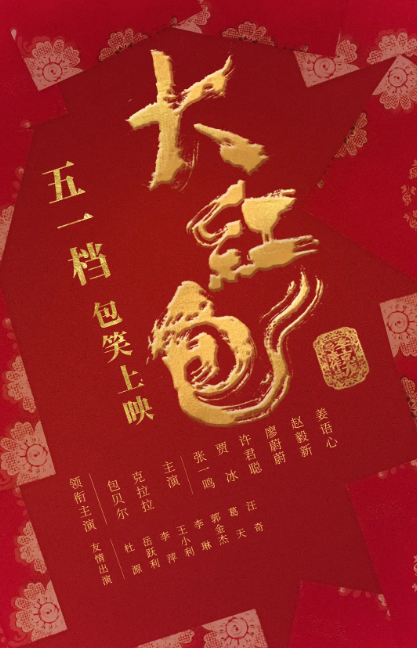 大红包
五一档
包笑上映
领衔主演
包贝尔
克拉拉
主演
张一鸣
贾冰
许君聪
廖蔚蔚
赵毅新
姜语心
友情出演
杜源
岳跃利
李萍
王小利
李琳
郭金杰
葛天
汪奇